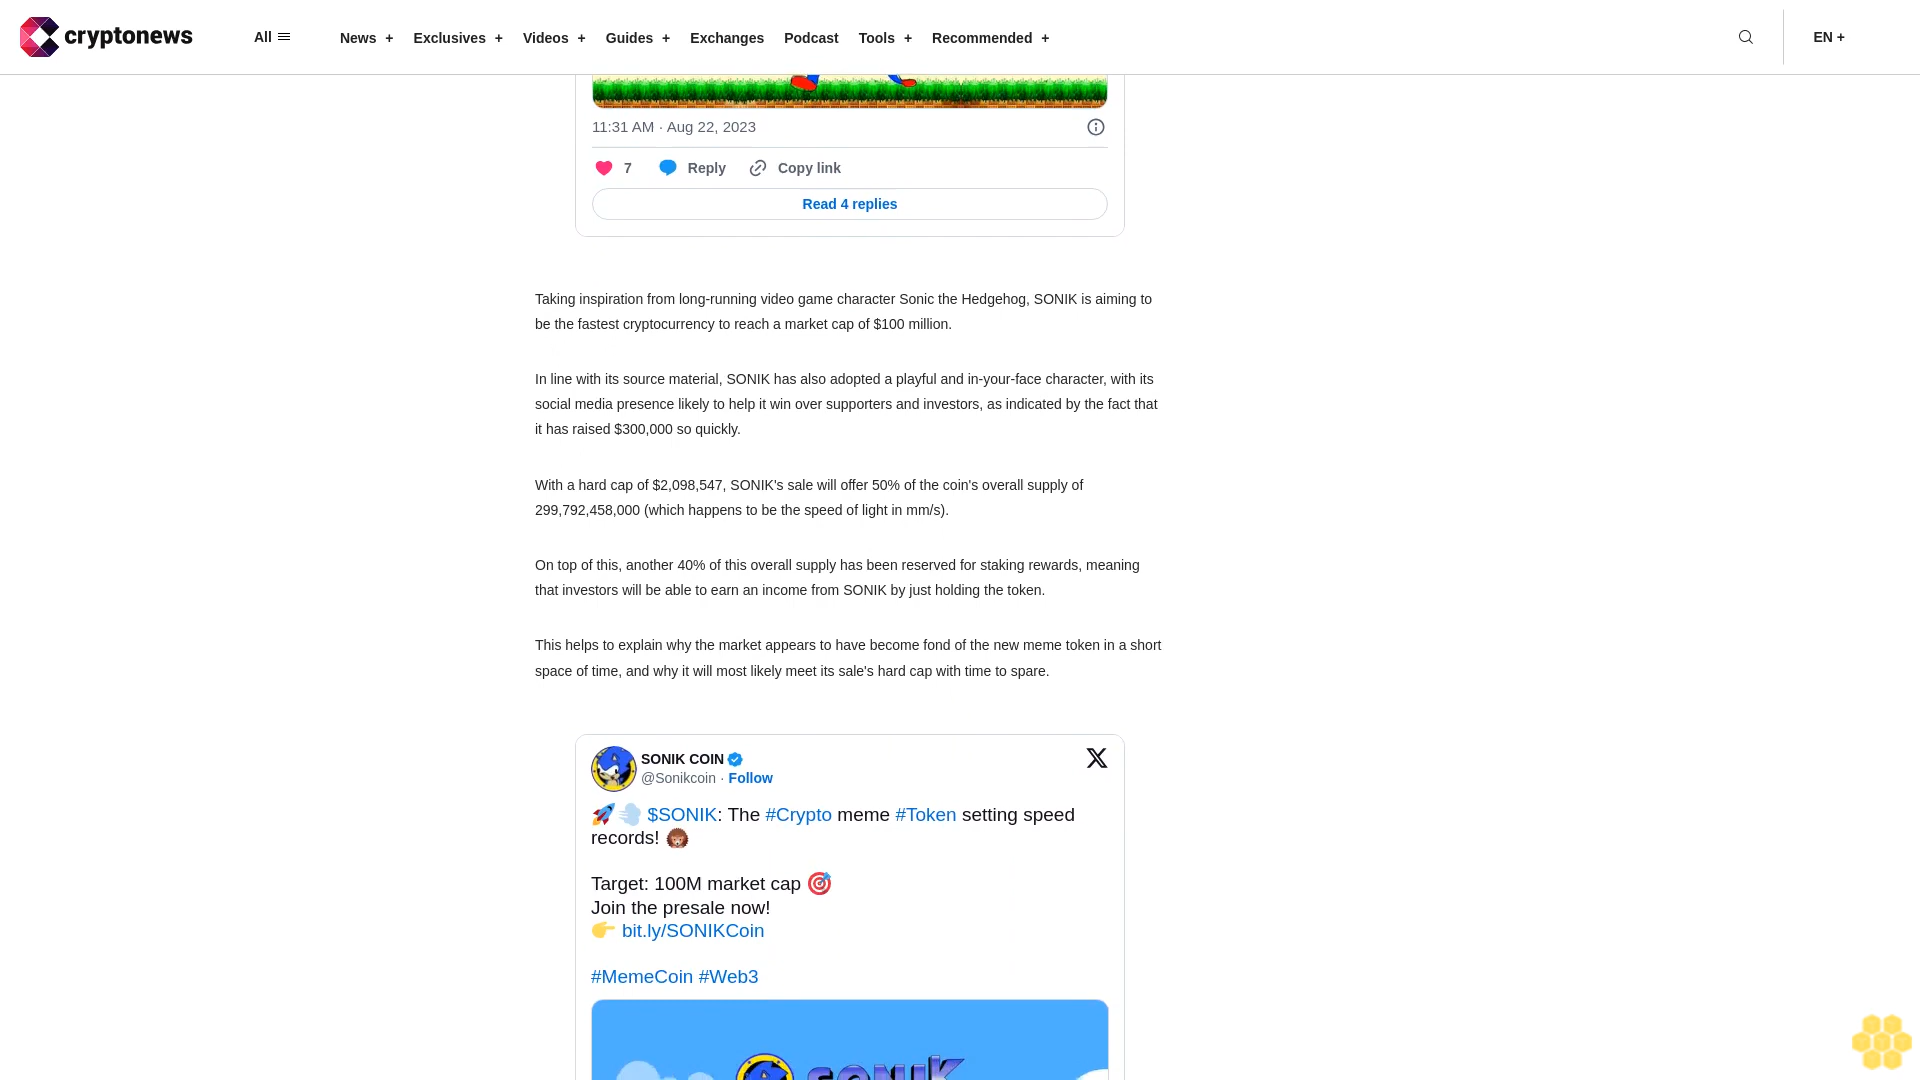 cryptonews
All
News + Exclusives + Videos + Guides + Exchanges Podcast Tools + Recommended +
EN +
11:31 AM · Aug 22, 2023
7 Reply Copy link
Read 4 replies
Taking inspiration from long-running video game character Sonic the Hedgehog, SONIK is aiming to
be the fastest cryptocurrency to reach a market cap of $100 million.
In line with its source material, SONIK has also adopted a playful and in-your-face character, with its
social media presence likely to help it win over supporters and investors, as indicated by the fact that
it has raised $300,000 so quickly.
With a hard cap of $2,098,547, SONIK's sale will offer 50% of the coin's overall supply of
299,792,458,000 (which happens to be the speed of light in mm/s).
On top of this, another 40% of this overall supply has been reserved for staking rewards, meaning
that investors will be able to earn an income from SONIK by just holding the token.
This helps to explain why the market appears to have become fond of the new meme token in a short
space of time, and why it will most likely meet its sale's hard cap with time to spare.
SONIK COIN
@Sonikcoin · Follow
🚀💨 $SONIK: The #Crypto meme #Token setting speed
records! 🦔
Target: 100M market cap 🎯
Join the presale now!
👉 bit.ly/SONIKCoin
#MemeCoin #Web3
SONIK